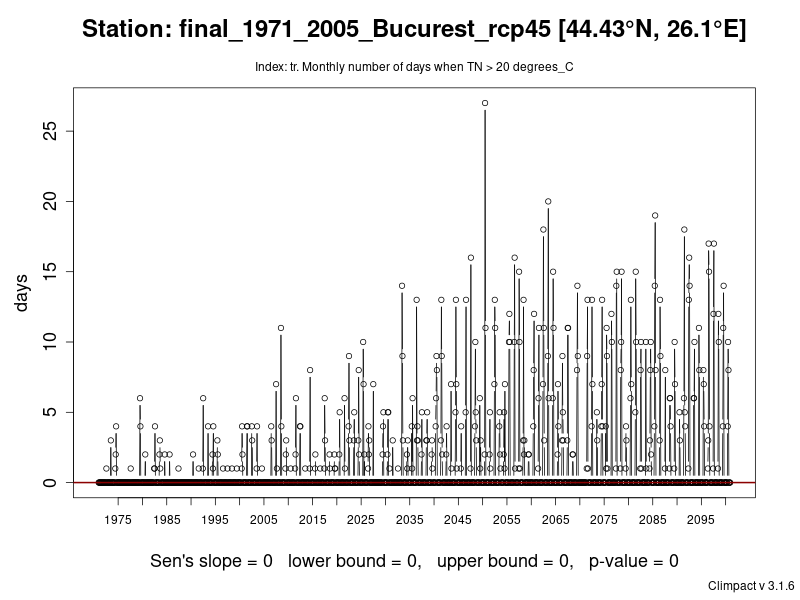 Station: final_1971_2005_Bucurest_rcp45 [44.43°N, 26.1°E]
Index: tr. Monthly number of days when TN > 20 degrees_C
days
25
20
15
10
5
0
1975 1985 1995 2005 2015 2025 2035 2045 2055 2065 2075 2085 2095
Sen's slope = 0 lower bound = 0, upper bound = 0, p-value = 0
Climpact v 3.1.6